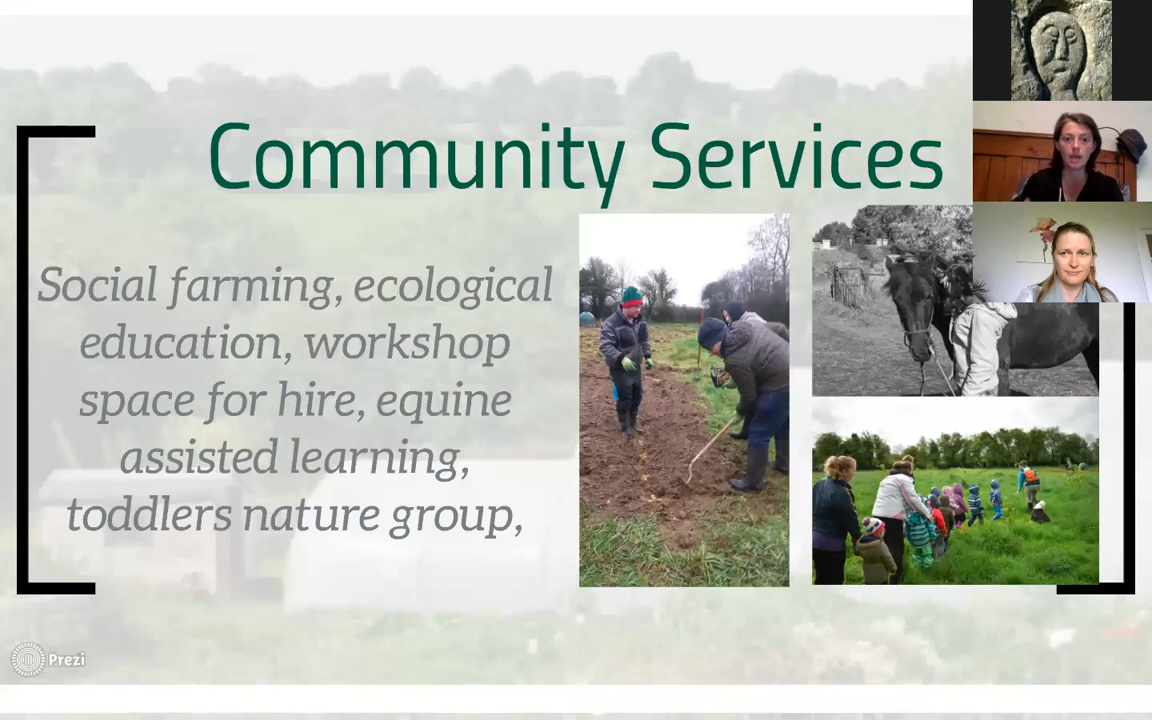 Community Services
Social farming, ecological
education, workshop
space for hire, equine
assisted learning,
toddlers nature group,
Prezi